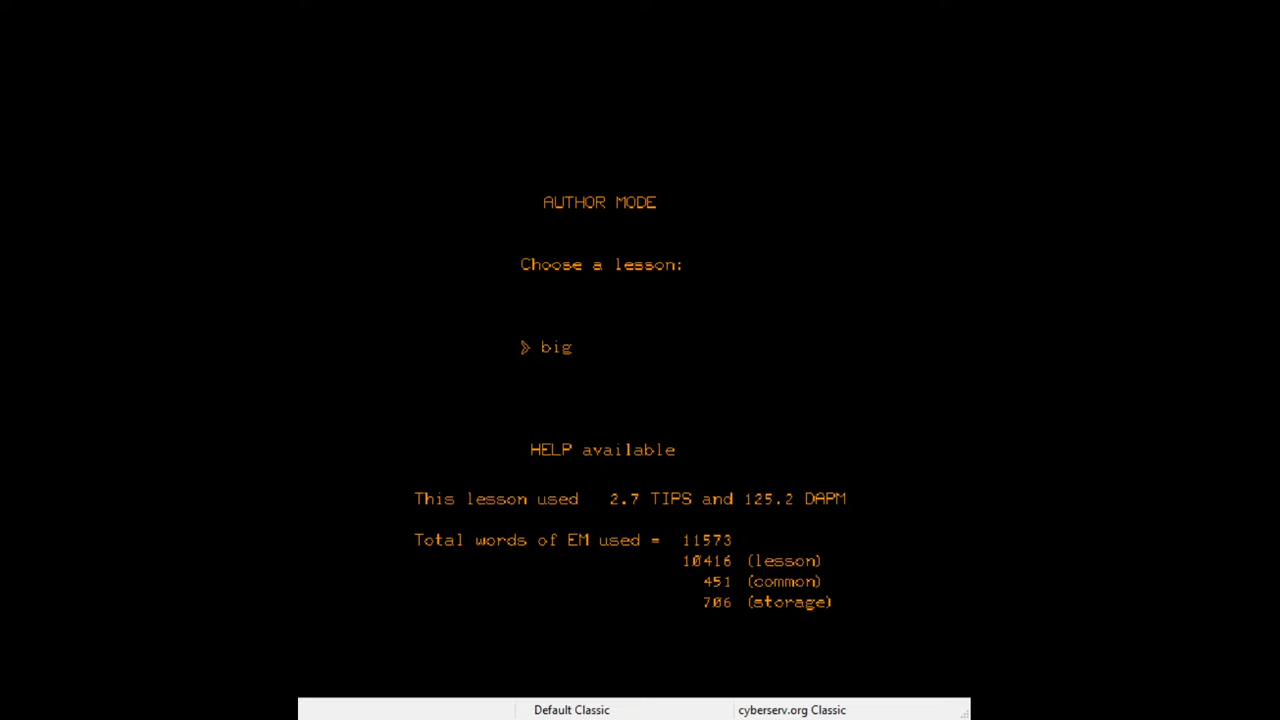 AUTHOR MODE
Choose a lesson:
> big
HELP available
This lesson used 2.7 TIPS and 125.2 DAPM
Total words of EM used = 11573
10416 (lesson)
451 (common)
706 (storage)
Default Classic cyberserv.org Classic